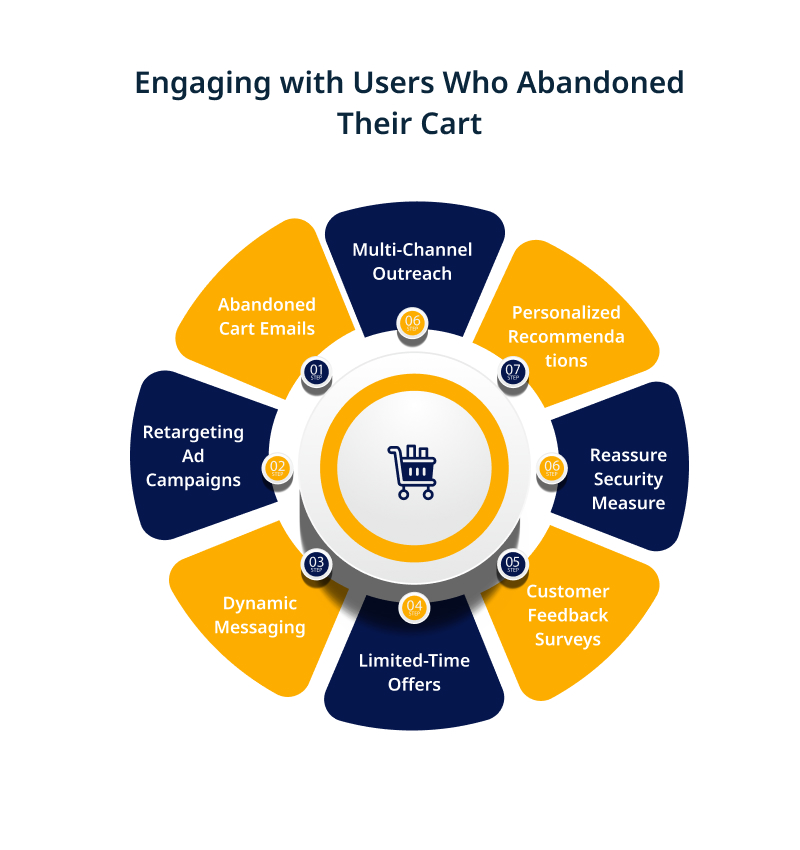 Engaging with Users Who Abandoned
Their Cart
Multi-Channel
Outreach
06
STEP
Personalized
Recommenda
tions
07
STEP
Reassure
Security
Measure
06
STEP
Customer
Feedback
Surveys
05
STEP
Limited-Time
Offers
04
STEP
Dynamic
Messaging
03
STEP
Retargeting
Ad
Campaigns
02
STEP
Abandoned
Cart Emails
01
STEP